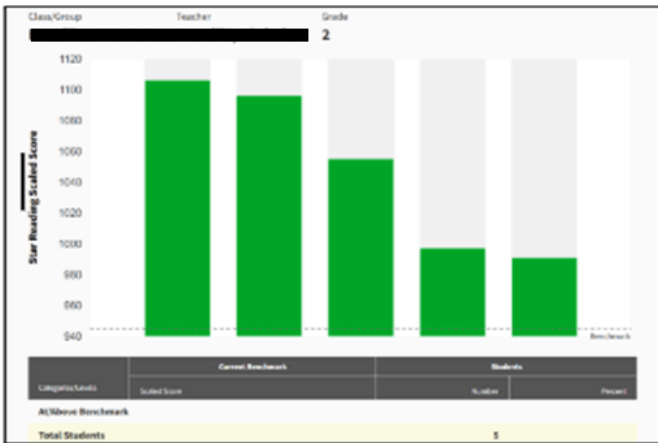 Class/Group Teacher Grade
2
1120
1100
1080
1060
1040
1020
1000
980
960
940
Star Reading Scaled Score
Benchmark
Current Benchmark Students
Categories/Levels Scaled Score Number Percent
At/Above Benchmark
Total Students 5